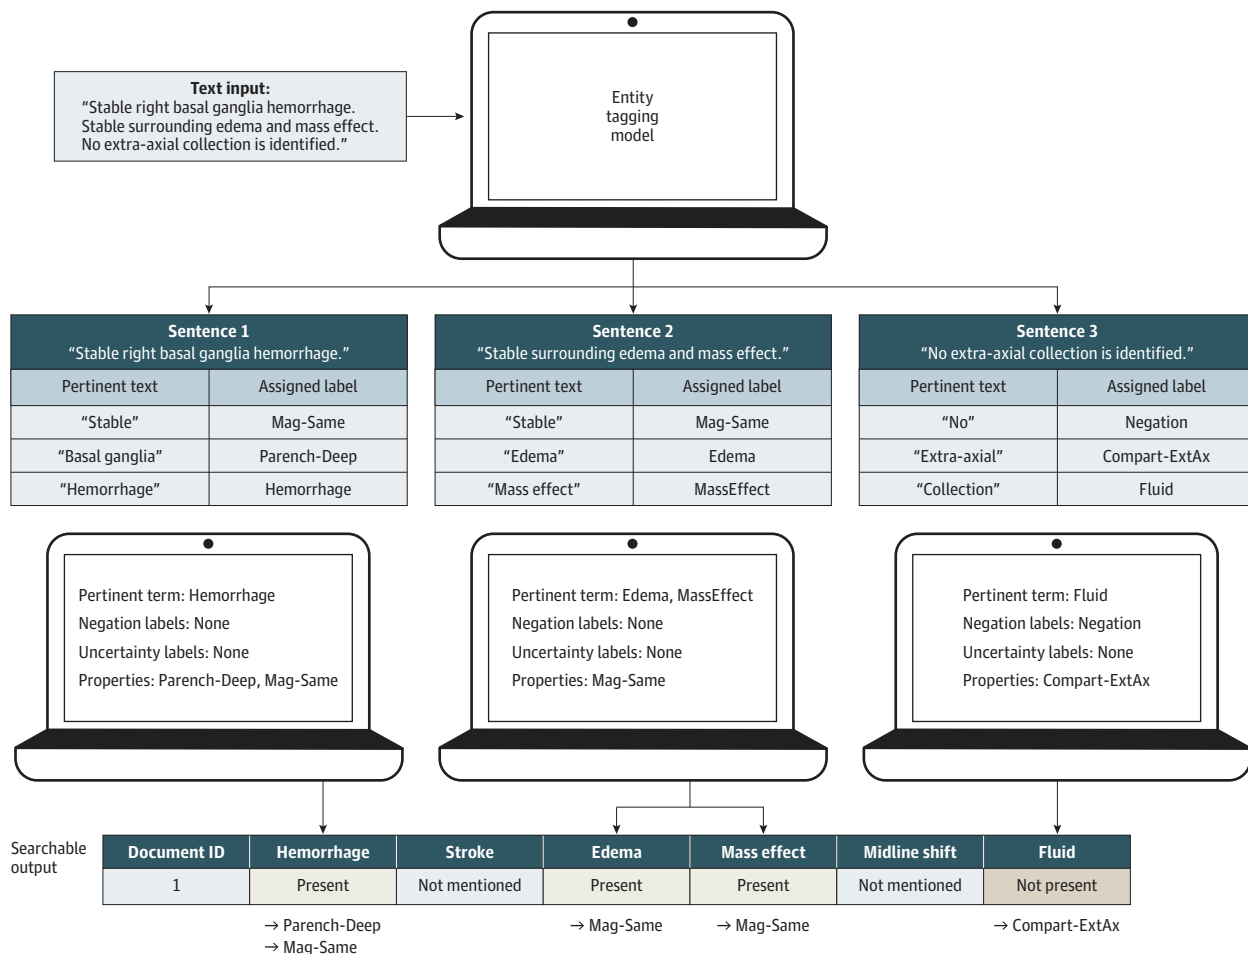 Text input:
“Stable right basal ganglia hemorrhage.
Stable surrounding edema and mass effect.
No extra-axial collection is identified.”
Entity
tagging
model
Sentence 1
“Stable right basal ganglia hemorrhage.”
Pertinent text Assigned label
“Stable” Mag-Same
“Basal ganglia” Parench-Deep
“Hemorrhage” Hemorrhage
Sentence 2
“Stable surrounding edema and mass effect.”
Pertinent text Assigned label
“Stable” Mag-Same
“Edema” Edema
“Mass effect” MassEffect
Sentence 3
“No extra-axial collection is identified.”
Pertinent text Assigned label
“No” Negation
“Extra-axial” Compart-ExtAx
“Collection” Fluid
Pertinent term: Hemorrhage
Negation labels: None
Uncertainty labels: None
Properties: Parench-Deep, Mag-Same
Pertinent term: Edema, MassEffect
Negation labels: None
Uncertainty labels: None
Properties: Mag-Same
Pertinent term: Fluid
Negation labels: Negation
Uncertainty labels: None
Properties: Compart-ExtAx
Searchable
output
Document ID Hemorrhage Stroke Edema Mass effect Midline shift Fluid
1 Present Not mentioned Present Present Not mentioned Not present
→ Parench-Deep → Mag-Same → Mag-Same → Compart-ExtAx
→ Mag-Same